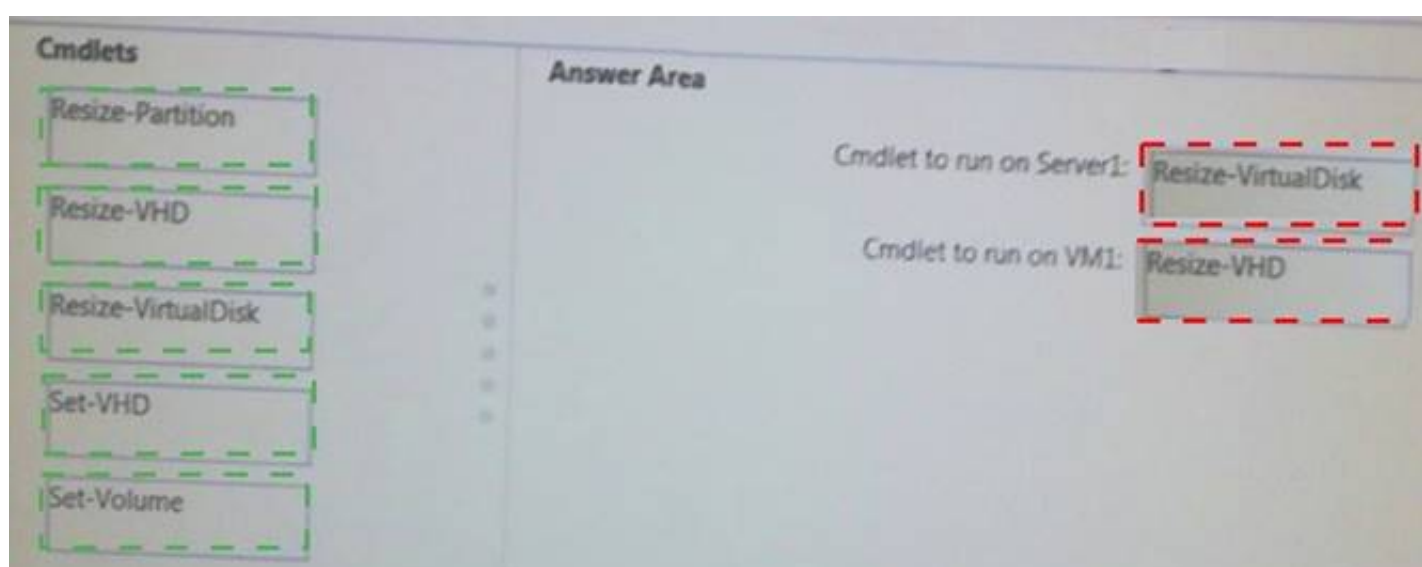 Cmdlets
Resize-Partition
Resize-VHD
Resize-VirtualDisk
Set-VHD
Set-Volume
Answer Area
Cmdlet to run on Server1: Resize-VirtualDisk
Cmdlet to run on VM1: Resize-VHD